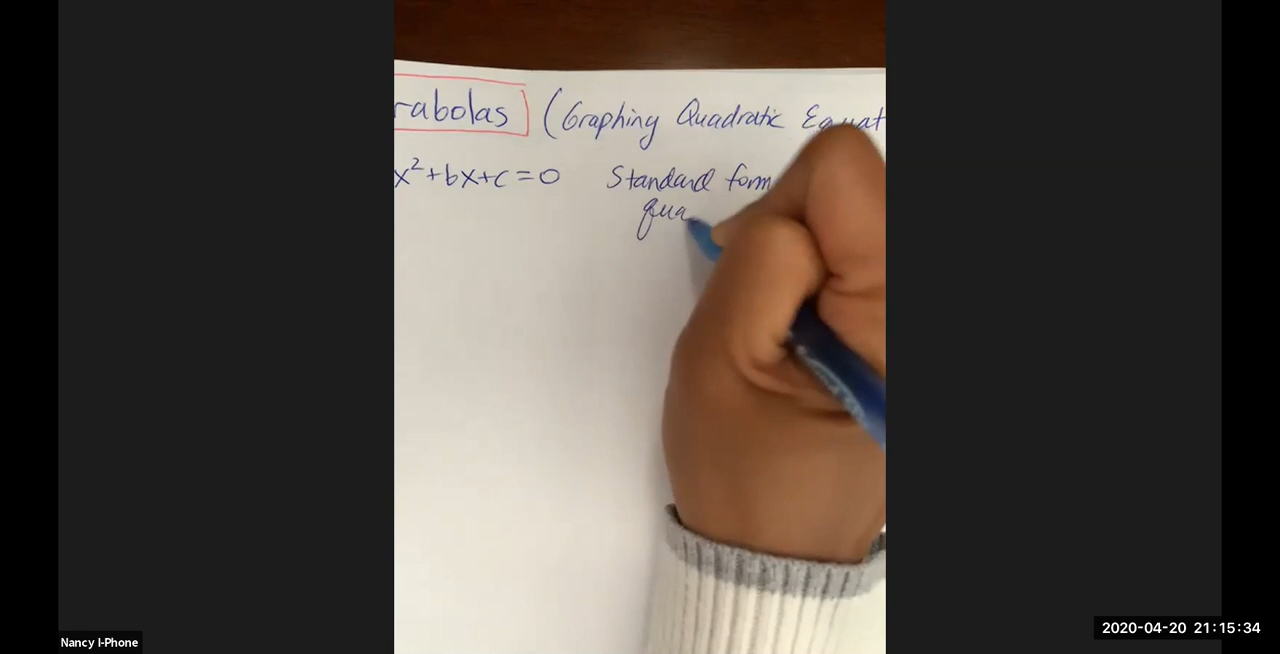 rabolas (Graphing Quadratic Equat
x²+bx+c=0 Standard form
qua
Nancy I-Phone
2020-04-20 21:15:34